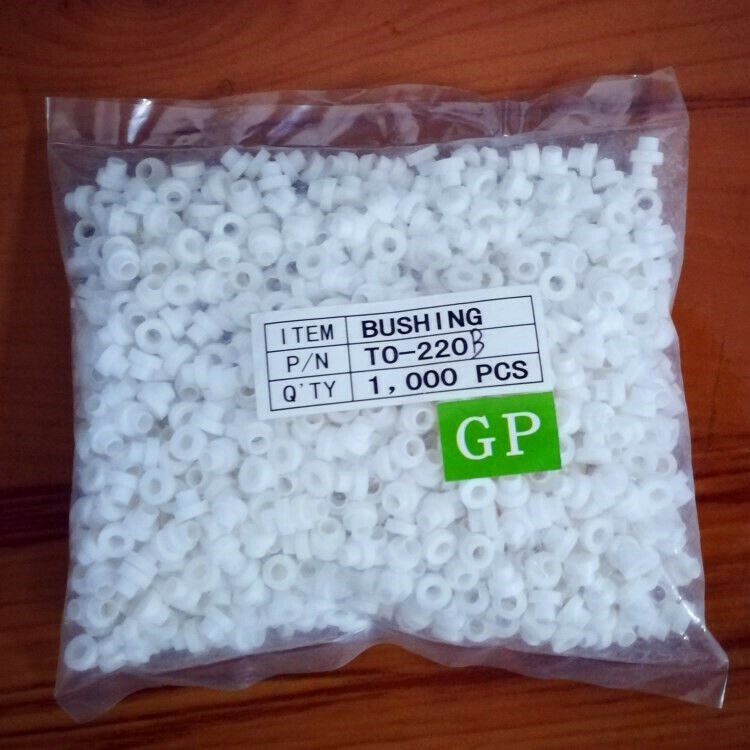 ITEM BUSHING
P/N TO-220B
Q'TY 1,000 PCS
GP